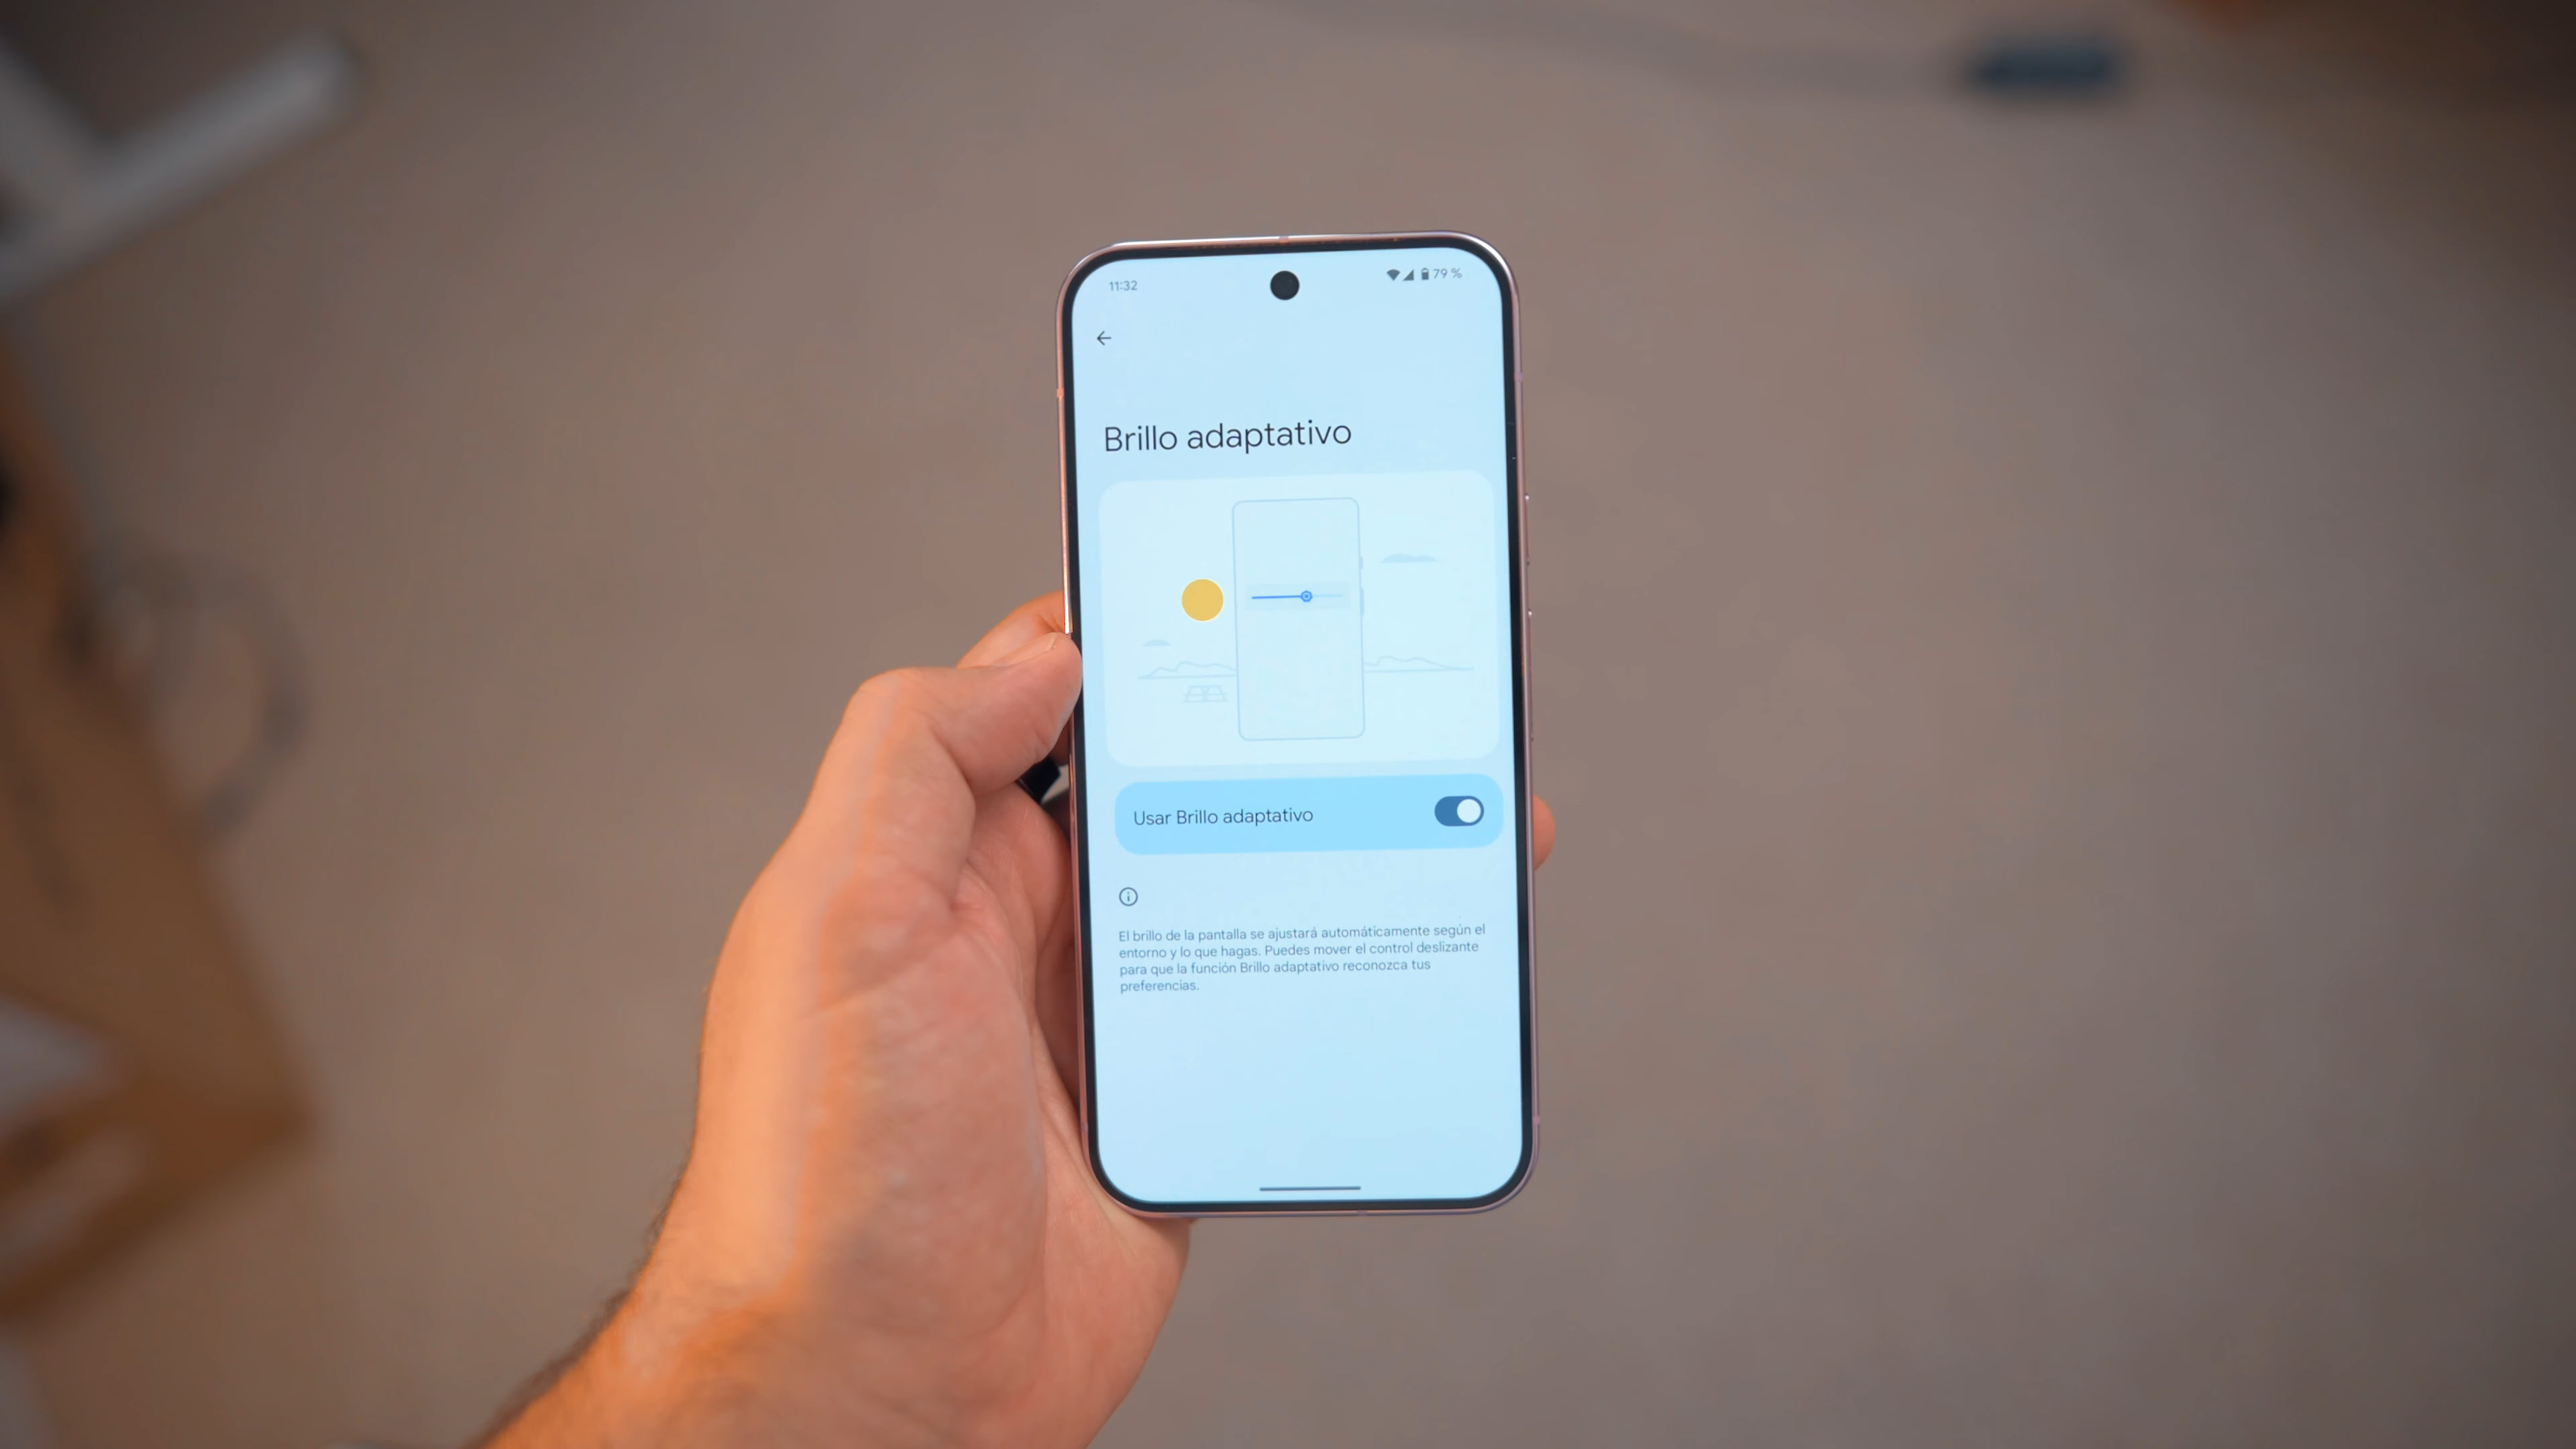 11:32
79 %
Brillo adaptativo
Usar Brillo adaptativo
El brillo de la pantalla se ajustará automáticamente según el
entorno y lo que hagas. Puedes mover el control deslizante
para que la función Brillo adaptativo reconozca tus
preferencias.